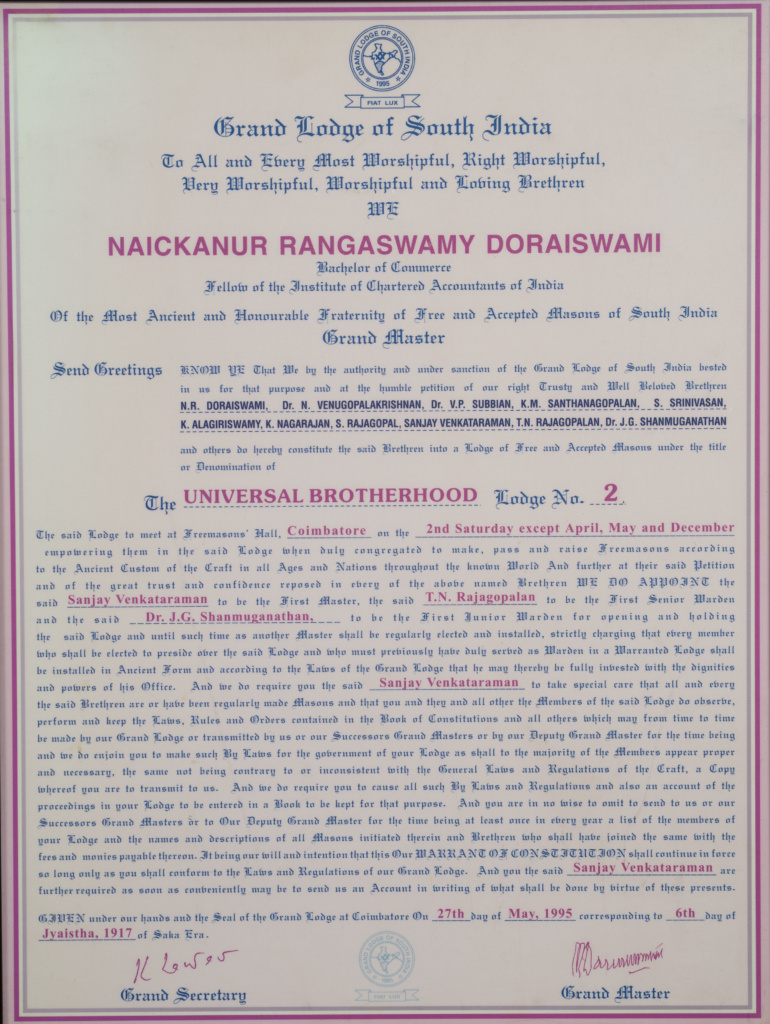 GRAND LODGE OF SOUTH INDIA
1995
FIAT LUX
Grand Lodge of South India
To All and Every Most Worshipful, Right Worshipful,
Very Worshipful, Worshipful and Loving Brethren
WE
NAICKANUR RANGASWAMY DORAISWAMI
Bachelor of Commerce
Fellow of the Institute of Chartered Accountants of India
Of the Most Ancient and Honourable Fraternity of Free and Accepted Masons of South India
Grand Master
Send Greetings KNOW YE That We by the authority and under sanction of the Grand Lodge of South India bested
in us for that purpose and at the humble petition of our right Trusty and Well Beloved Brethren
N.R. DORAISWAMI, Dr. N. VENUGOPALAKRISHNAN, Dr. V.P. SUBBIAN, K.M. SANTHANAGOPALAN, S. SRINIVASAN,
K. ALAGIRISWAMY, K. NAGARAJAN, S. RAJAGOPAL, SANJAY VENKATARAMAN, T.N. RAJAGOPALAN, Dr. J.G. SHANMUGANATHAN
and others do hereby constitute the said Brethren into a Lodge of Free and Accepted Masons under the title
or Denomination of
The UNIVERSAL BROTHERHOOD Lodge No. 2.
The said Lodge to meet at Freemasons' Hall, Coimbatore on the 2nd Saturday except April, May and December
empowering them in the said Lodge when duly congregated to make, pass and raise Freemasons according
to the Ancient Custom of the Craft in all Ages and Nations throughout the known World And further at their said Petition
and of the great trust and confidence reposed in every of the above named Brethren WE DO APPOINT the
said Sanjay Venkataraman to be the First Master, the said T.N. Rajagopalan to be the First Senior Warden
and the said Dr. J.G. Shanmuganathan, to be the First Junior Warden for opening and holding
the said Lodge and until such time as another Master shall be regularly elected and installed, strictly charging that every member
who shall be elected to preside over the said Lodge and who must previously have duly served as Warden in a Warranted Lodge shall
be installed in Ancient Form and according to the Laws of the Grand Lodge that he may thereby be fully invested with the dignities
and powers of his Office. And we do require you the said Sanjay Venkataraman to take special care that all and every
the said Brethren are or have been regularly made Masons and that you and they and all other the Members of the said Lodge do observe,
perform and keep the Laws, Rules and Orders contained in the Book of Constitutions and all others which may from time to time
be made by our Grand Lodge or transmitted by us or our Successors Grand Masters or by our Deputy Grand Master for the time being
and we do enjoin you to make such By Laws for the government of your Lodge as shall to the majority of the Members appear proper
and necessary, the same not being contrary to or inconsistent with the General Laws and Regulations of the Craft, a Copy
whereof you are to transmit to us. And we do require you to cause all such By Laws and Regulations and also an account of the
proceedings in your Lodge to be entered in a Book to be kept for that purpose. And you are in no wise to omit to send to us or our
Successors Grand Masters or to Our Deputy Grand Master for the time being at least once in every year a list of the members of
your Lodge and the names and descriptions of all Masons initiated therein and Brethren who shall have joined the same with the
fees and monies payable thereon. It being our will and intention that this Our WARRANT OF CONSTITUTION shall continue in force
so long only as you shall conform to the Laws and Regulations of our Grand Lodge. And you the said Sanjay Venkataraman are
further required as soon as conveniently may be to send us an Account in writing of what shall be done by virtue of these presents.
GIVEN under our hands and the Seal of the Grand Lodge at Coimbatore On 27th day of May, 1995 corresponding to 6th day of
Jyaistha, 1917 of Saka Era.
GRAND LODGE OF SOUTH INDIA
1995
FIAT LUX
Grand Secretary
Grand Master